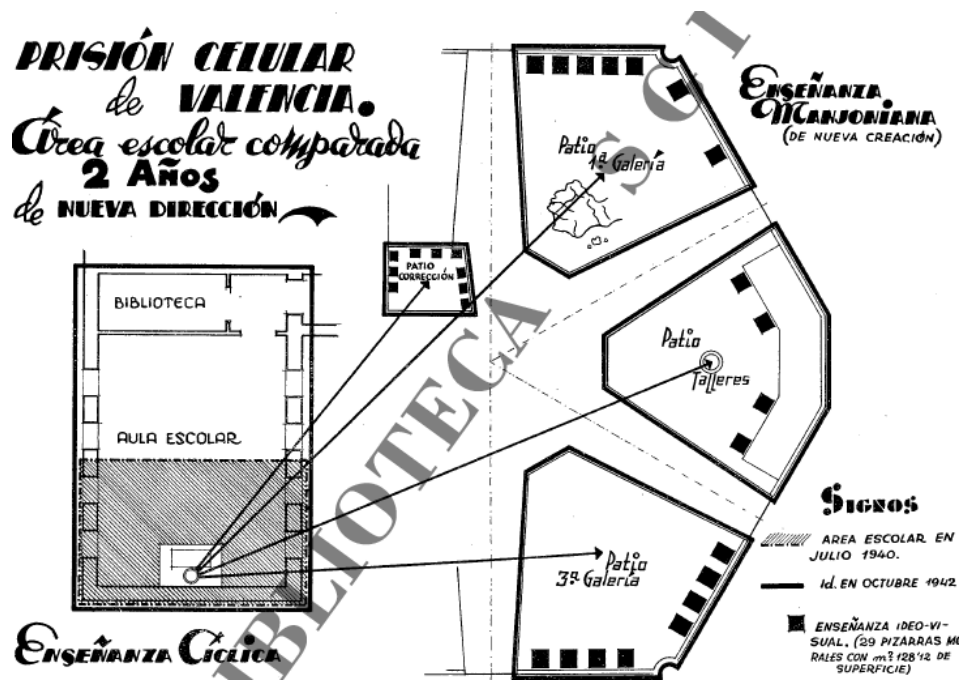 PRISIÓN CELULAR
de VALENCIA.
Área escolar comparada
2 AÑOS
de NUEVA DIRECCIÓN
ENSEÑANZA
MANJONIANA
(DE NUEVA CREACIÓN)
Patio
1ª Galería
PATIO
CORRECCIÓN
BIBLIOTECA
AULA ESCOLAR
Patio
Talleres
Patio
3ª Galería
ENSEÑANZA CÍCLICA
SIGNOS
AREA ESCOLAR EN
JULIO 1940.
Id. EN OCTUBRE 1942
ENSEÑANZA IDEO-VI-
SUAL. (29 PIZARRAS MU
RALES CON m² 128'12 DE
SUPERFICIE)
BIBLIOTECA S C J